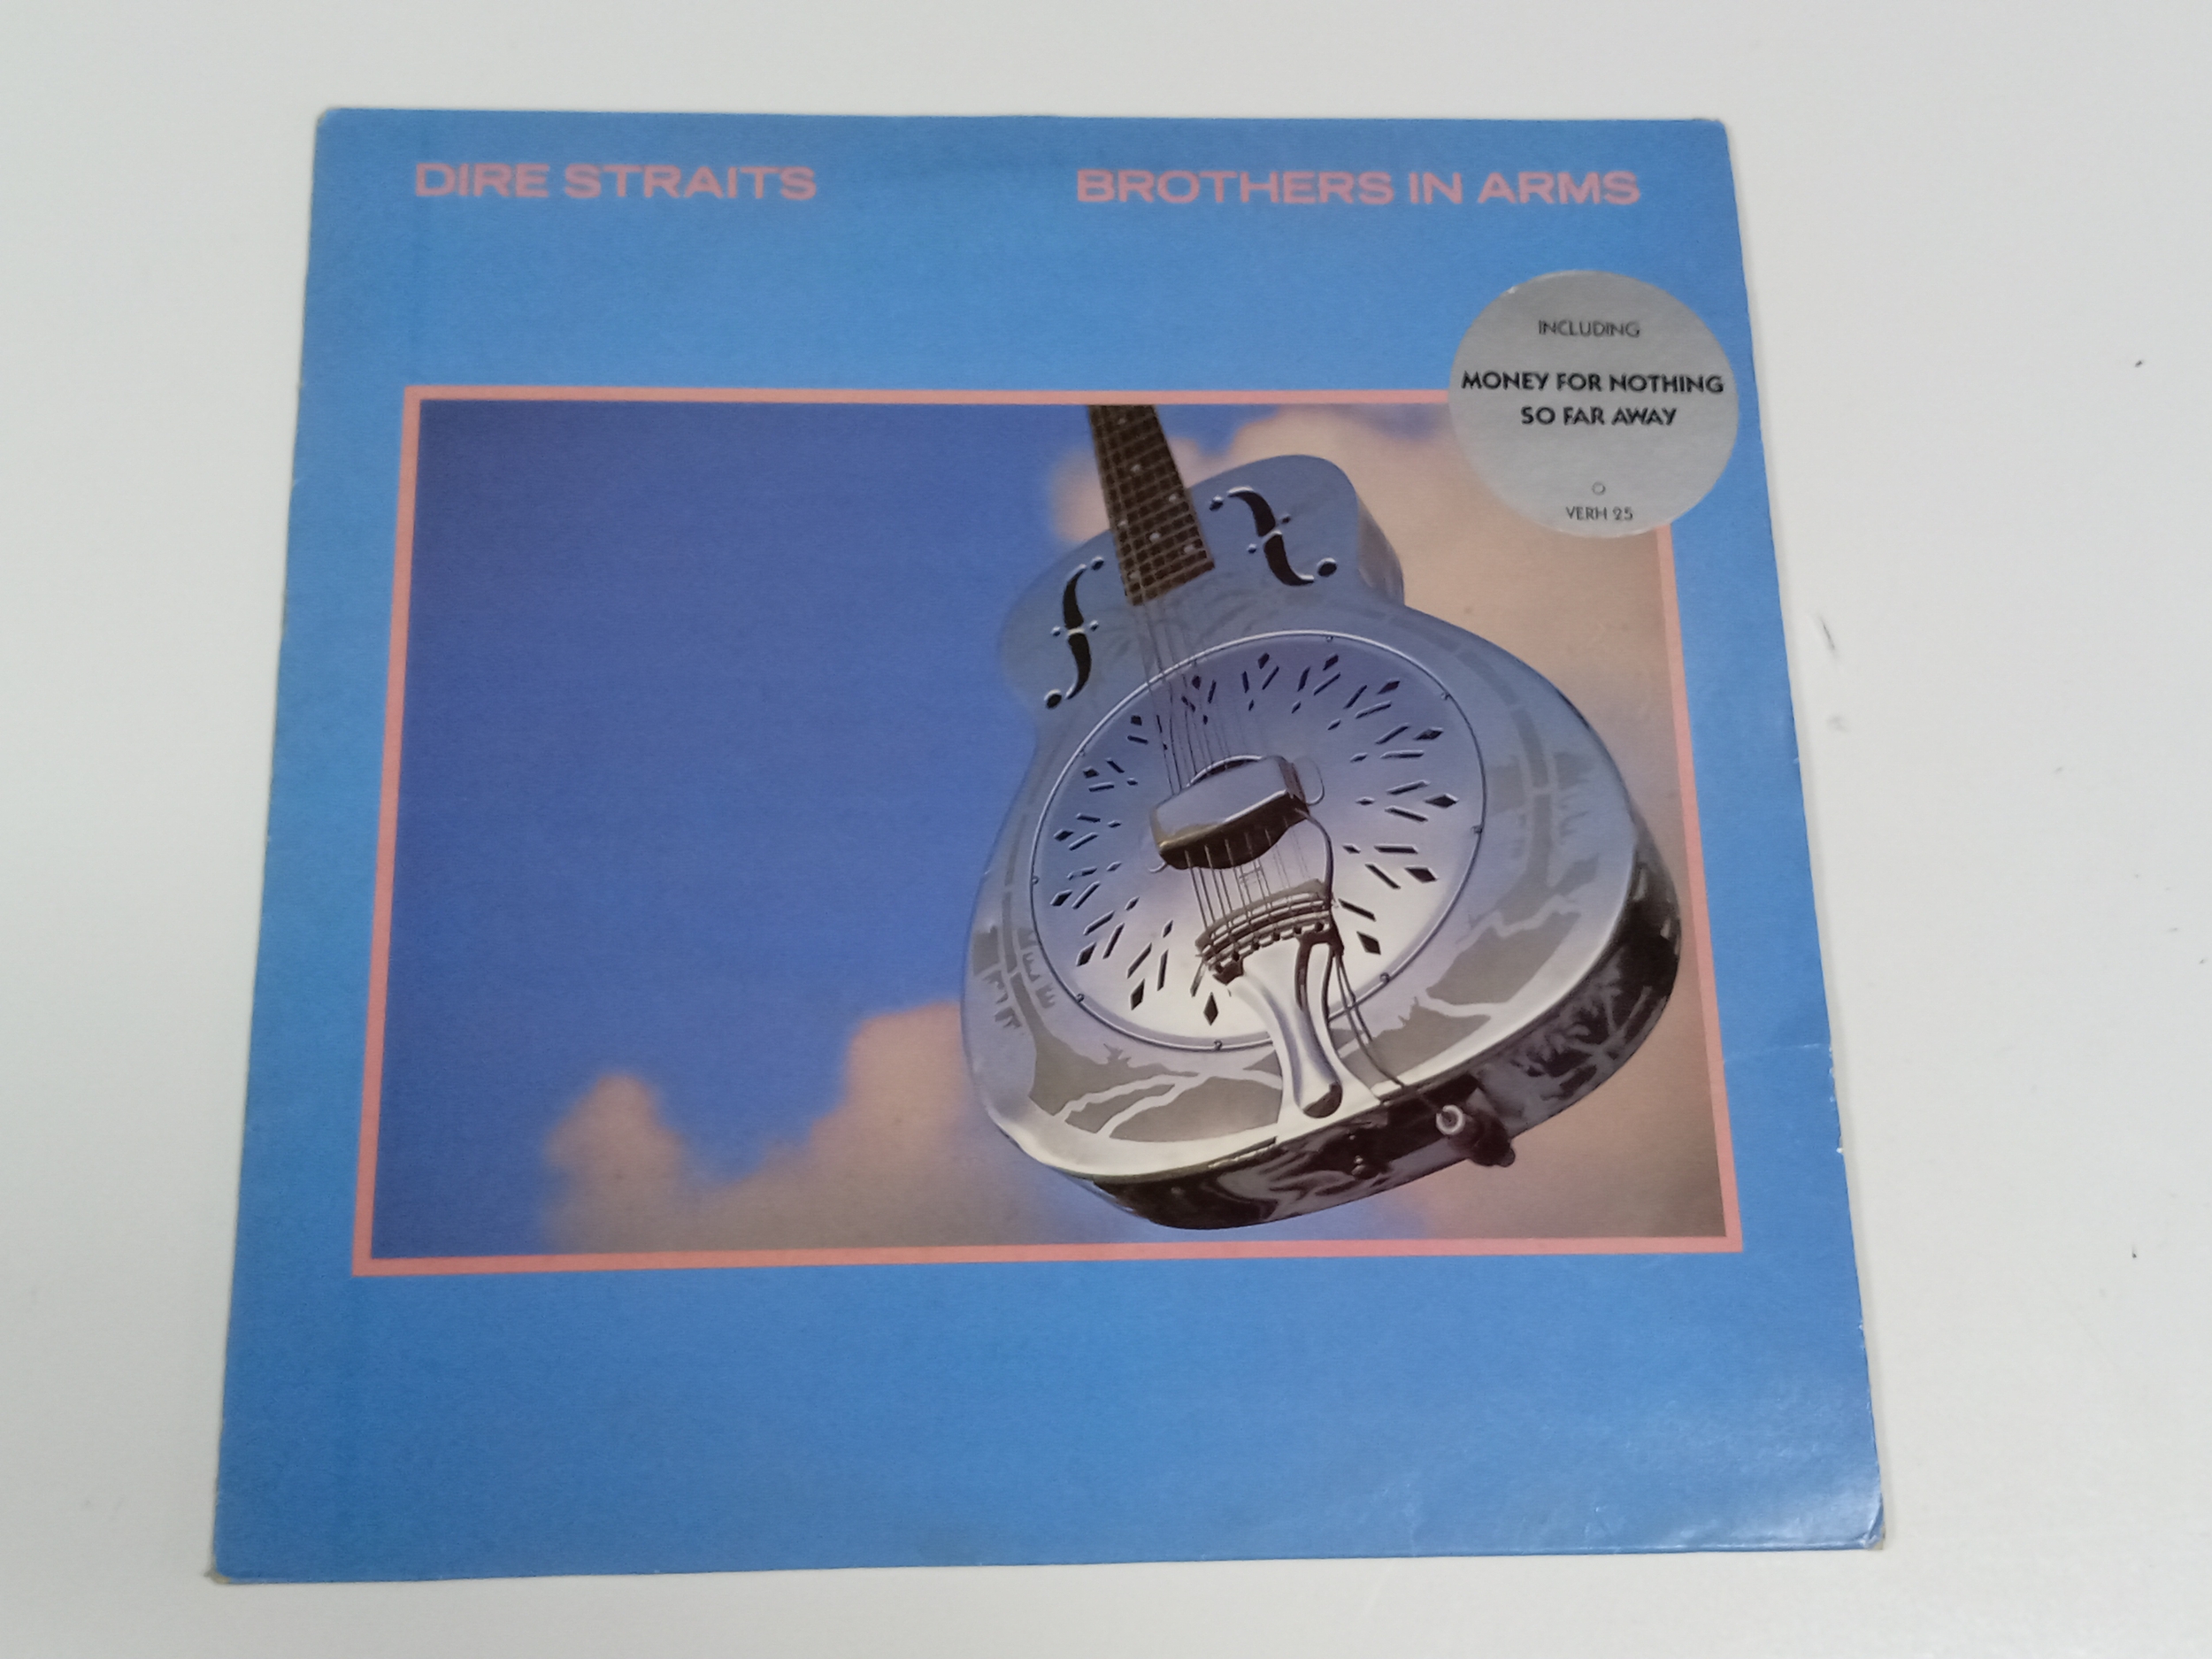 DIRE STRAITS
BROTHERS IN ARMS
INCLUDING
MONEY FOR NOTHING
SO FAR AWAY
VERH 25